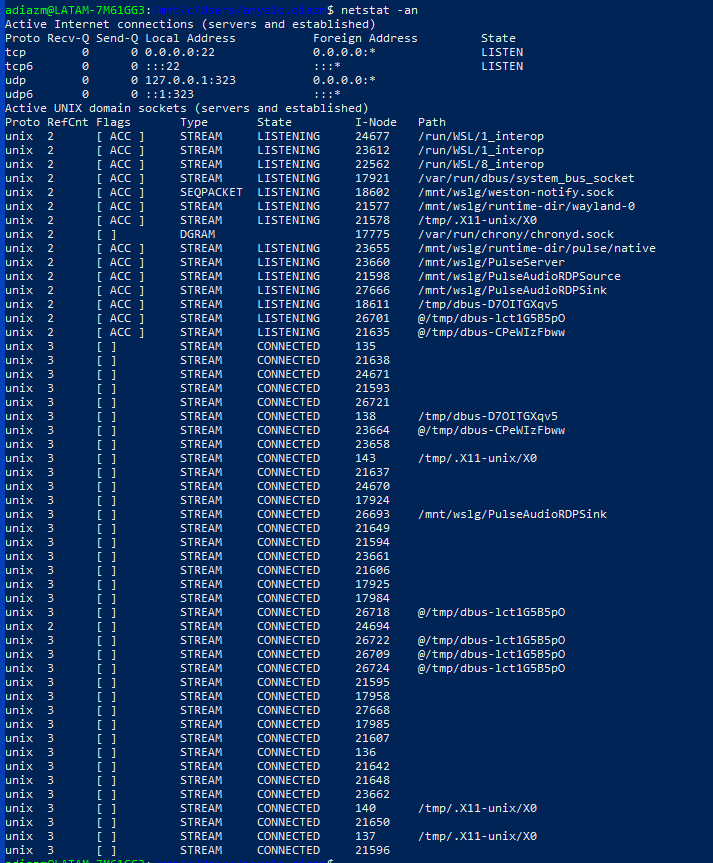 adiazm@LATAM-7M61GG3: $ netstat -an
Active Internet connections (servers and established)
Proto Recv-Q Send-Q Local Address Foreign Address State
tcp 0 0 0.0.0.0:22 0.0.0.0:* LISTEN
tcp6 0 0 :::22 :::* LISTEN
udp 0 0 127.0.0.1:323 0.0.0.0:*
udp6 0 0 ::1:323 :::*
Active UNIX domain sockets (servers and established)
Proto RefCnt Flags Type State I-Node Path
unix 2 [ ACC ] STREAM LISTENING 24677 /run/WSL/1_interop
unix 2 [ ACC ] STREAM LISTENING 23612 /run/WSL/1_interop
unix 2 [ ACC ] STREAM LISTENING 22562 /run/WSL/8_interop
unix 2 [ ACC ] STREAM LISTENING 17921 /var/run/dbus/system_bus_socket
unix 2 [ ACC ] SEQPACKET LISTENING 18602 /mnt/wslg/weston-notify.sock
unix 2 [ ACC ] STREAM LISTENING 21577 /mnt/wslg/runtime-dir/wayland-0
unix 2 [ ACC ] STREAM LISTENING 21578 /tmp/.X11-unix/X0
unix 2 [ ] DGRAM 17775 /var/run/chrony/chronyd.sock
unix 2 [ ACC ] STREAM LISTENING 23655 /mnt/wslg/runtime-dir/pulse/native
unix 2 [ ACC ] STREAM LISTENING 23660 /mnt/wslg/PulseServer
unix 2 [ ACC ] STREAM LISTENING 21598 /mnt/wslg/PulseAudioRDPSource
unix 2 [ ACC ] STREAM LISTENING 27666 /mnt/wslg/PulseAudioRDPSink
unix 2 [ ACC ] STREAM LISTENING 18611 /tmp/dbus-D7OITGXqv5
unix 2 [ ACC ] STREAM LISTENING 26701 @/tmp/dbus-lct1G5B5pO
unix 2 [ ACC ] STREAM LISTENING 21635 @/tmp/dbus-CPeWIzFbww
unix 3 [ ] STREAM CONNECTED 135
unix 3 [ ] STREAM CONNECTED 21638
unix 3 [ ] STREAM CONNECTED 24671
unix 3 [ ] STREAM CONNECTED 21593
unix 3 [ ] STREAM CONNECTED 26721
unix 3 [ ] STREAM CONNECTED 138 /tmp/dbus-D7OITGXqv5
unix 3 [ ] STREAM CONNECTED 23664 @/tmp/dbus-CPeWIzFbww
unix 3 [ ] STREAM CONNECTED 23658
unix 3 [ ] STREAM CONNECTED 143 /tmp/.X11-unix/X0
unix 3 [ ] STREAM CONNECTED 21637
unix 3 [ ] STREAM CONNECTED 24670
unix 3 [ ] STREAM CONNECTED 17924
unix 3 [ ] STREAM CONNECTED 26693 /mnt/wslg/PulseAudioRDPSink
unix 3 [ ] STREAM CONNECTED 21649
unix 3 [ ] STREAM CONNECTED 21594
unix 3 [ ] STREAM CONNECTED 23661
unix 3 [ ] STREAM CONNECTED 21606
unix 3 [ ] STREAM CONNECTED 17925
unix 3 [ ] STREAM CONNECTED 17984
unix 3 [ ] STREAM CONNECTED 26718 @/tmp/dbus-lct1G5B5pO
unix 2 [ ] STREAM CONNECTED 24694
unix 3 [ ] STREAM CONNECTED 26722 @/tmp/dbus-lct1G5B5pO
unix 3 [ ] STREAM CONNECTED 26709 @/tmp/dbus-lct1G5B5pO
unix 3 [ ] STREAM CONNECTED 26724 @/tmp/dbus-lct1G5B5pO
unix 3 [ ] STREAM CONNECTED 21595
unix 3 [ ] STREAM CONNECTED 17958
unix 3 [ ] STREAM CONNECTED 27668
unix 3 [ ] STREAM CONNECTED 17985
unix 3 [ ] STREAM CONNECTED 21607
unix 3 [ ] STREAM CONNECTED 136
unix 3 [ ] STREAM CONNECTED 21642
unix 3 [ ] STREAM CONNECTED 21648
unix 3 [ ] STREAM CONNECTED 23662
unix 3 [ ] STREAM CONNECTED 140 /tmp/.X11-unix/X0
unix 3 [ ] STREAM CONNECTED 21650
unix 3 [ ] STREAM CONNECTED 137 /tmp/.X11-unix/X0
unix 3 [ ] STREAM CONNECTED 21596
adiazm@LATAM-7M61GG3: $